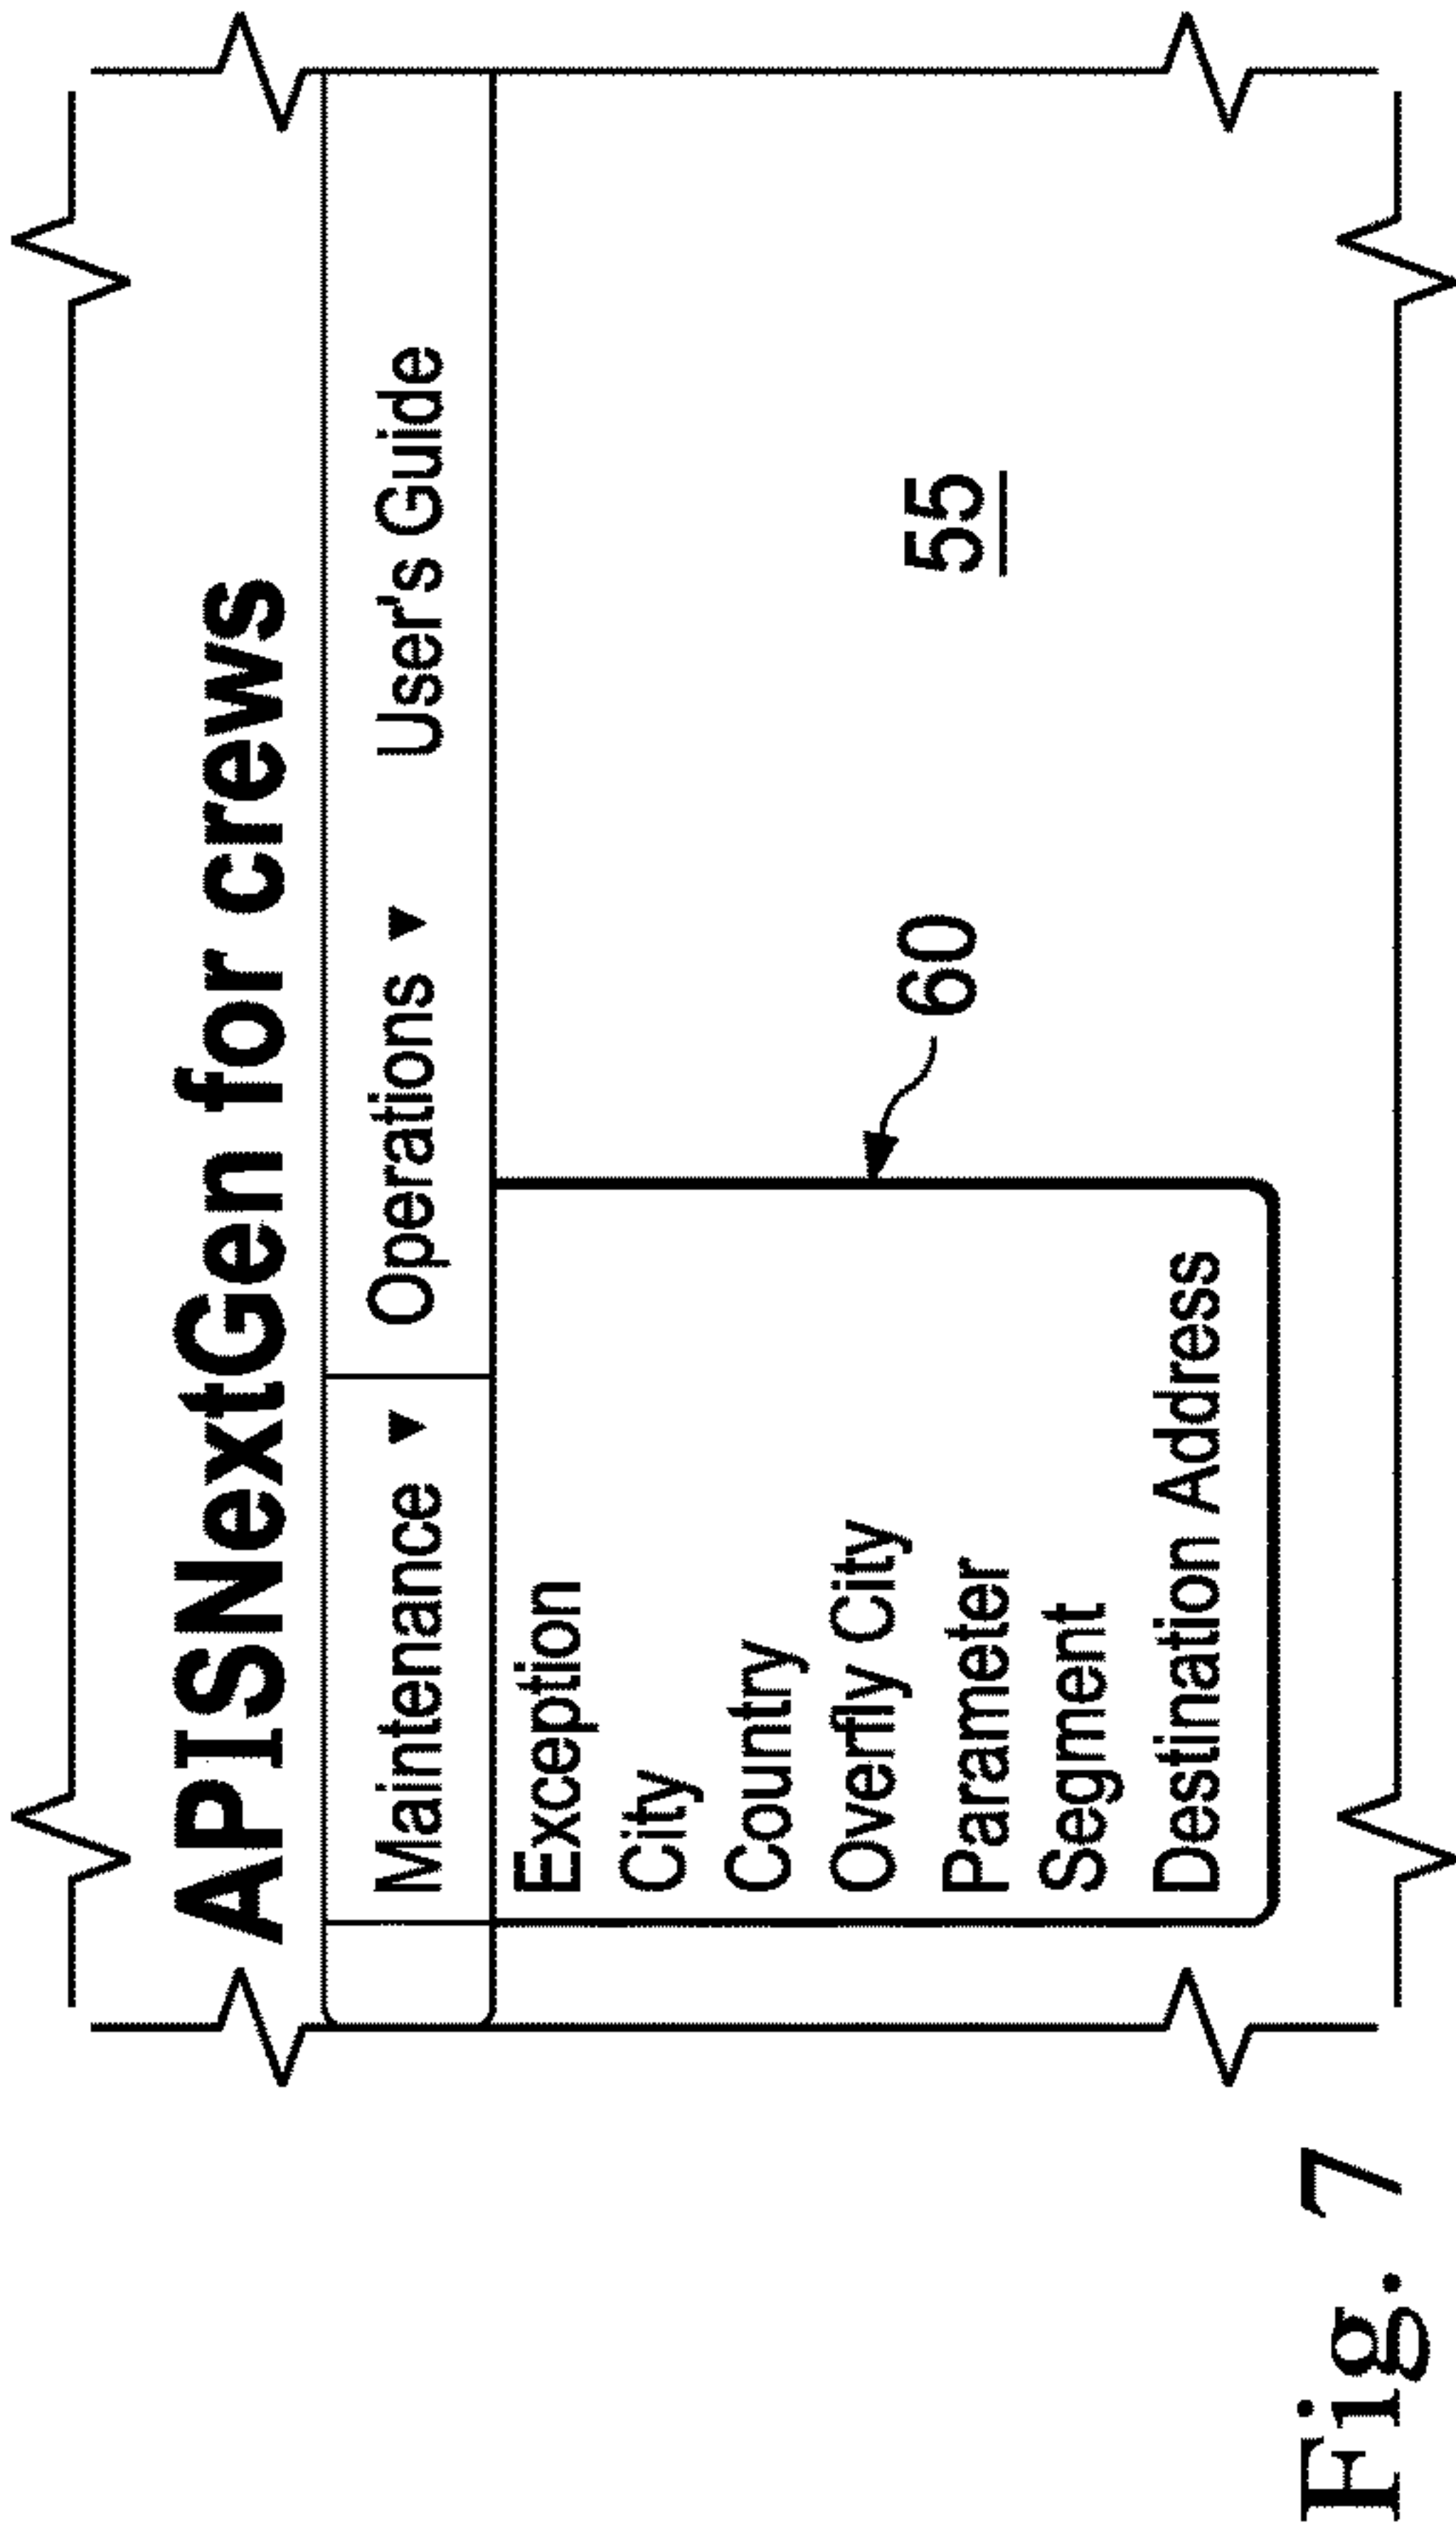 APISNextGen for crews
Maintenance ▼ Operations ▼ User's Guide
Exception
City
Country
Overfly City
Parameter
Segment
Destination Address
60
55
Fig. 7